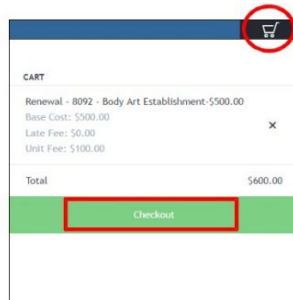 CART
Renewal - 8092 - Body Art Establishment-$500.00
Base Cost: $500.00
Late Fee: $0.00
Unit Fee: $100.00
Total $600.00
Checkout